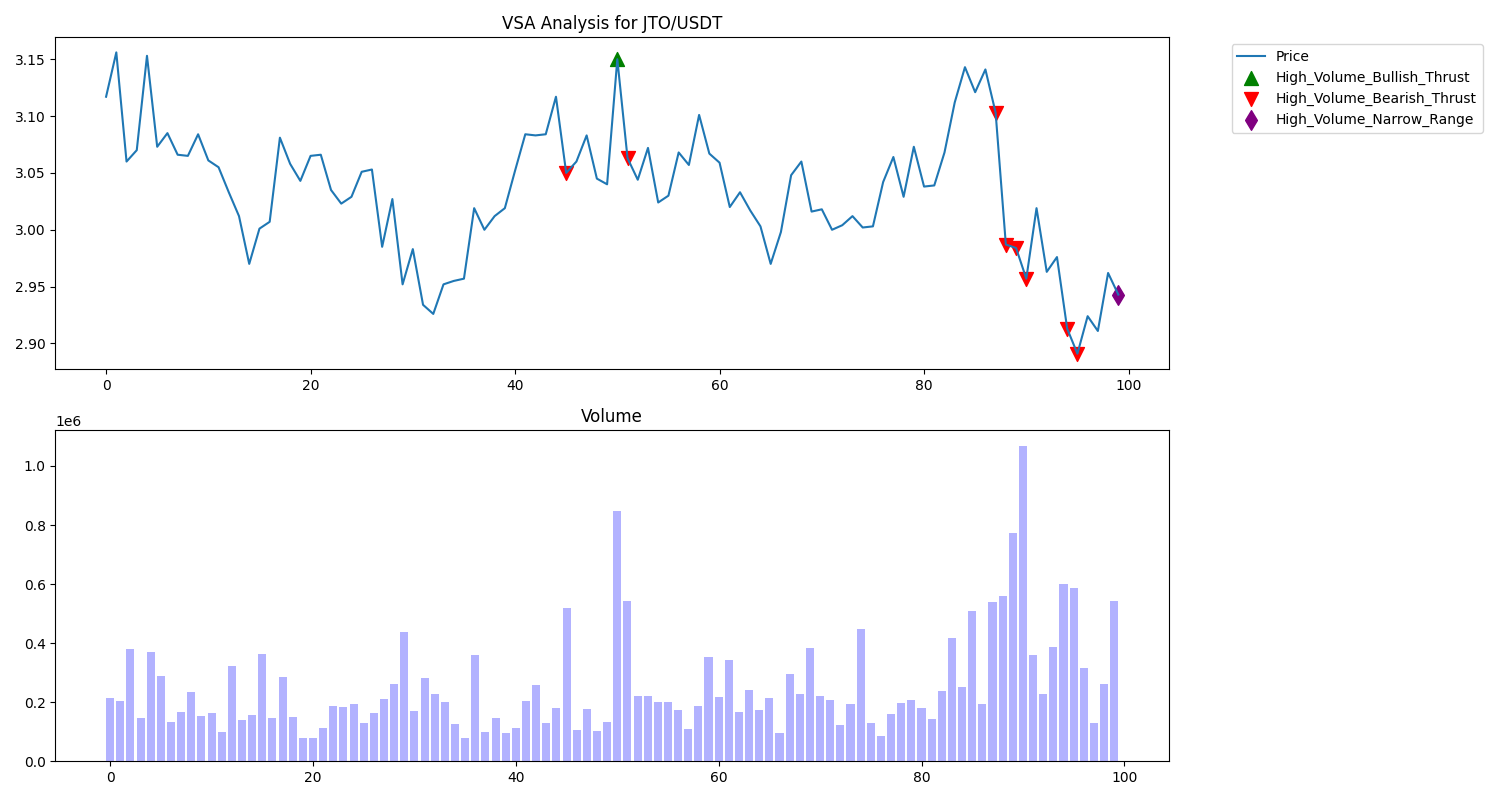 VSA Analysis for JTO/USDT
3.15
3.10
3.05
3.00
2.95
2.90
0 20 40 60 80 100
Price
High_Volume_Bullish_Thrust
High_Volume_Bearish_Thrust
High_Volume_Narrow_Range
Volume
1e6
1.0
0.8
0.6
0.4
0.2
0.0
0 20 40 60 80 100